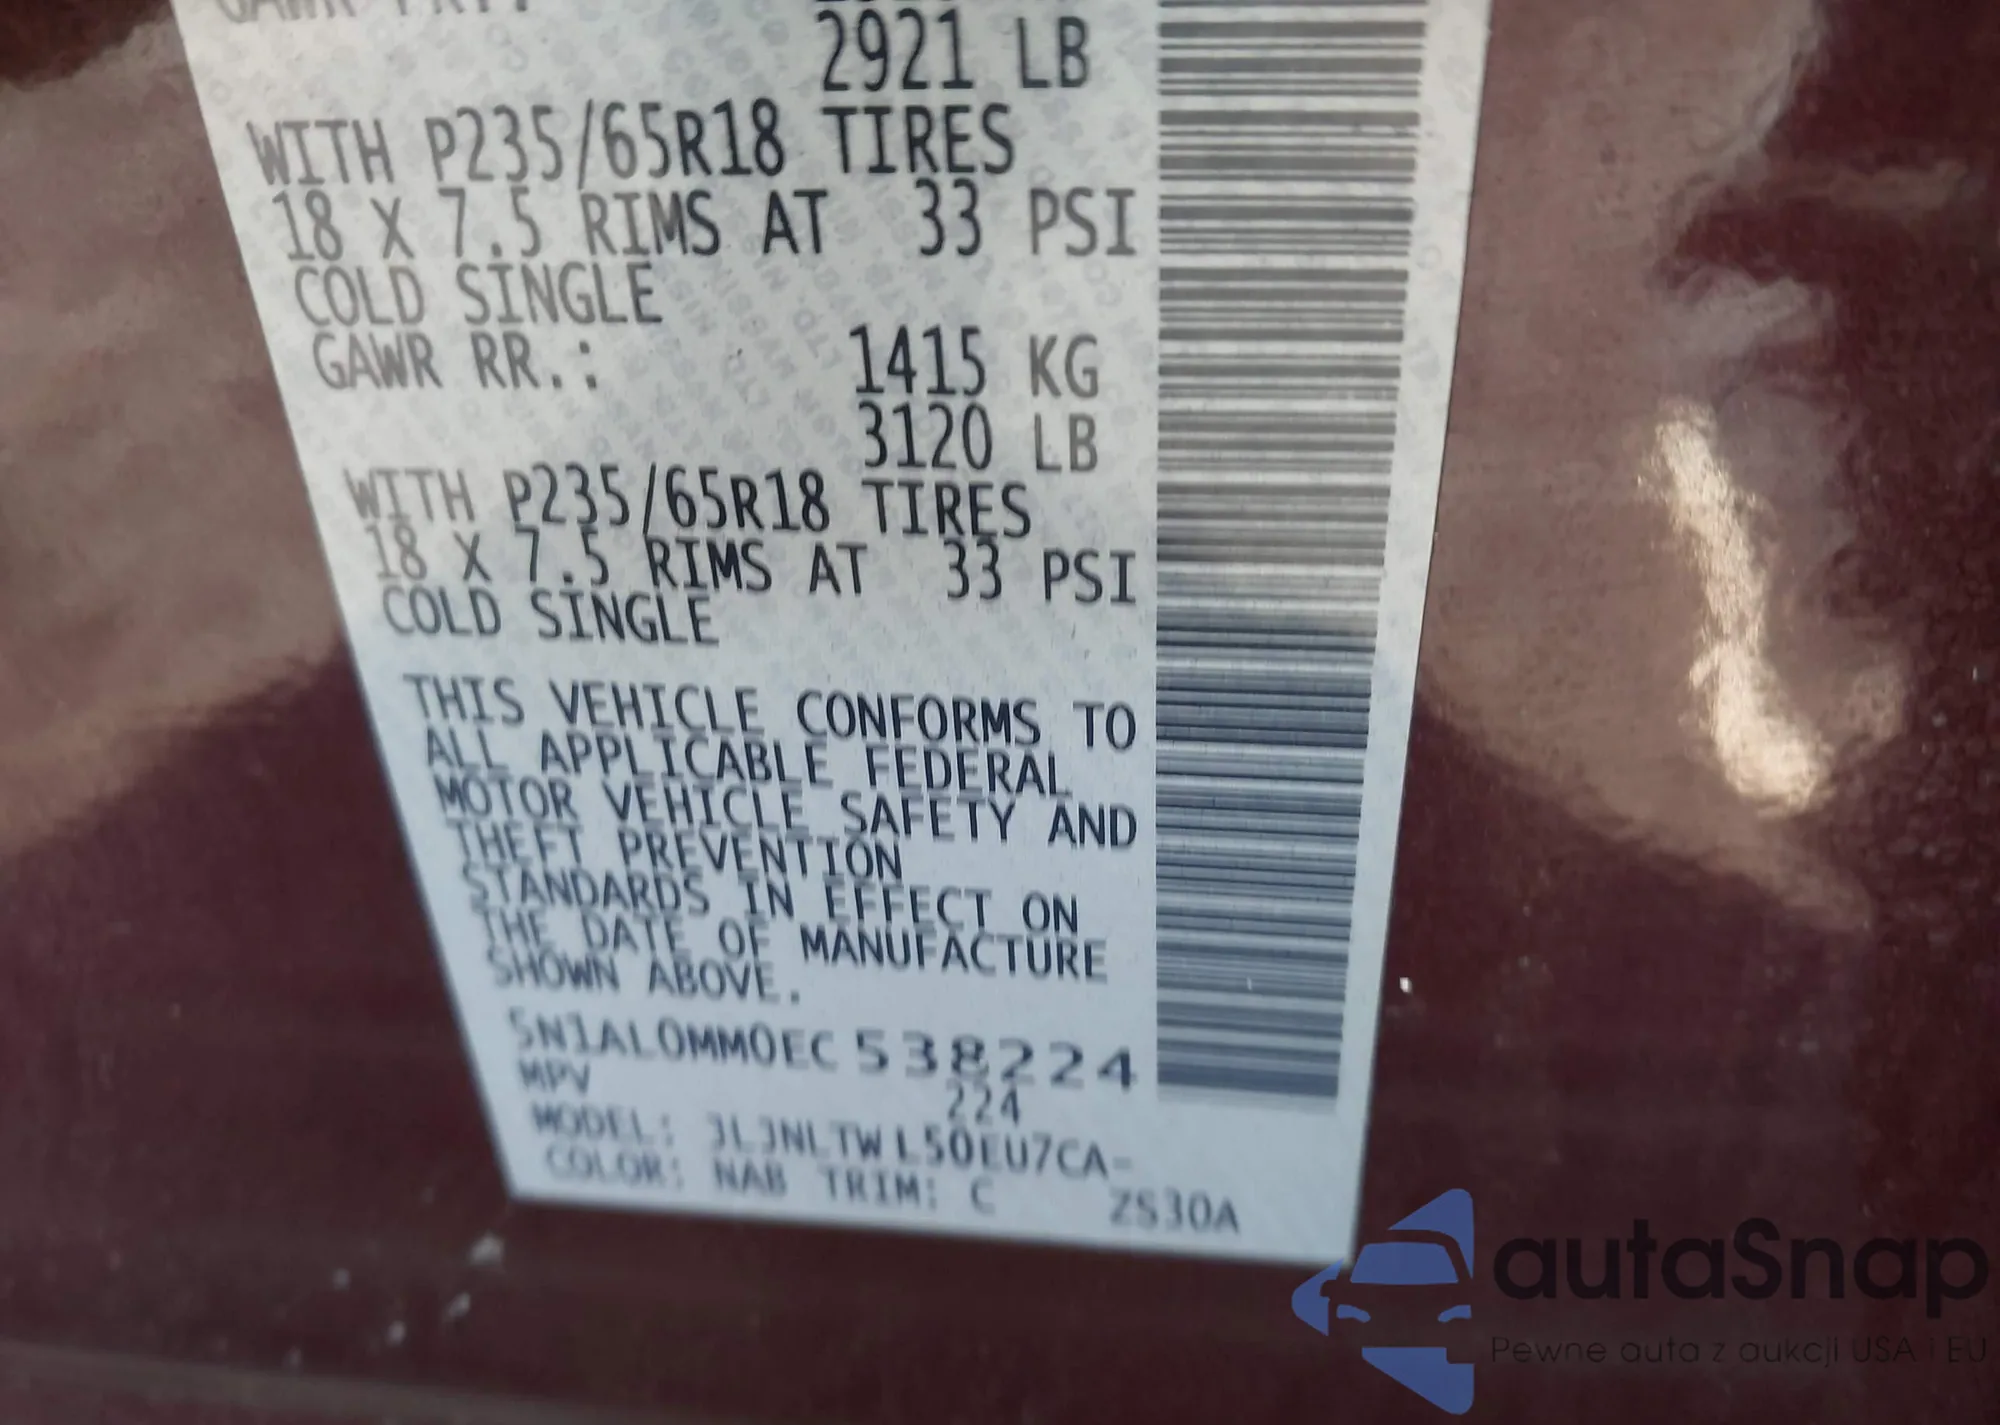 GAWR FRT.:
2921 LB
WITH P235/65R18 TIRES
18 X 7.5 RIMS AT 33 PSI
COLD SINGLE
GAWR RR.: 1415 KG
3120 LB
WITH P235/65R18 TIRES
18 X 7.5 RIMS AT 33 PSI
COLD SINGLE
THIS VEHICLE CONFORMS TO
ALL APPLICABLE FEDERAL
MOTOR VEHICLE SAFETY AND
THEFT PREVENTION
STANDARDS IN EFFECT ON
THE DATE OF MANUFACTURE
SHOWN ABOVE.
5N1AL0MM0EC538224
MPV 224
MODEL: JLJNLTWL50EU7CA-
COLOR: NAB TRIM: C ZS30A
autaSnap
Pewne auta z aukcji USA i EU